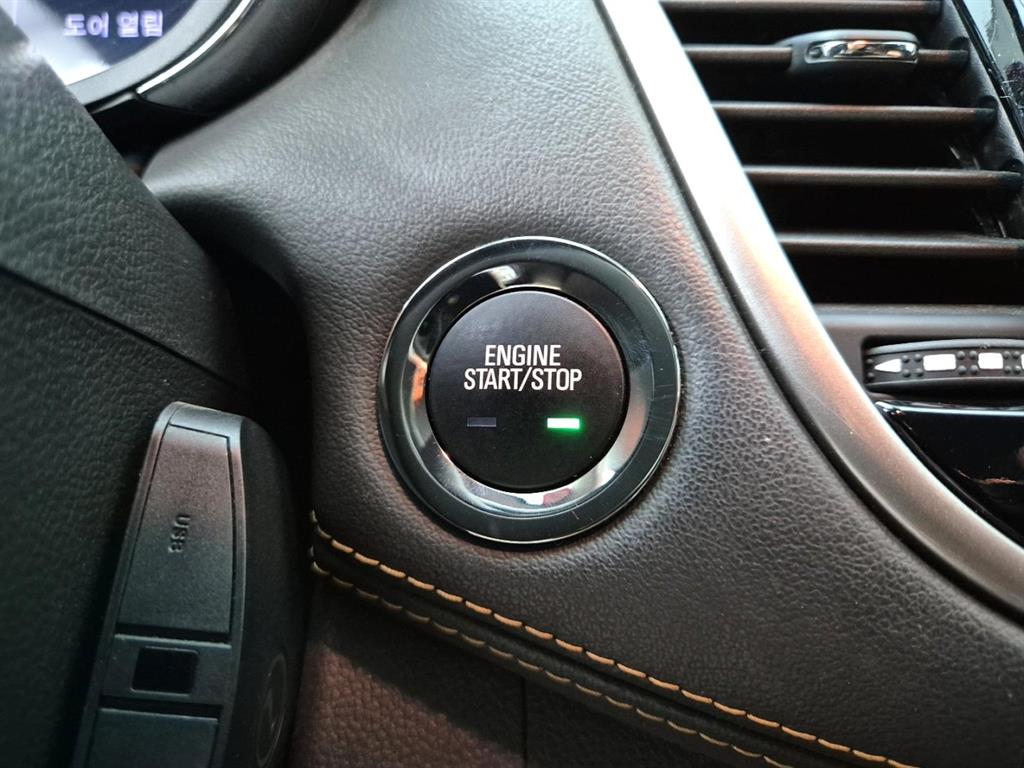 도어 열림
ENGINE
START/STOP
USB